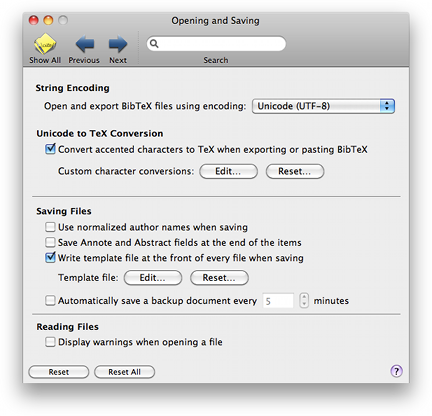 Opening and Saving
Show All Previous Next Search
String Encoding
Open and export BibTeX files using encoding: Unicode (UTF-8)
Unicode to TeX Conversion
Convert accented characters to TeX when exporting or pasting BibTeX
Custom character conversions: Edit... Reset...
Saving Files
Use normalized author names when saving
Save Annote and Abstract fields at the end of the items
Write template file at the front of every file when saving
Template file: Edit... Reset...
Automatically save a backup document every 5 minutes
Reading Files
Display warnings when opening a file
Reset Reset All ?